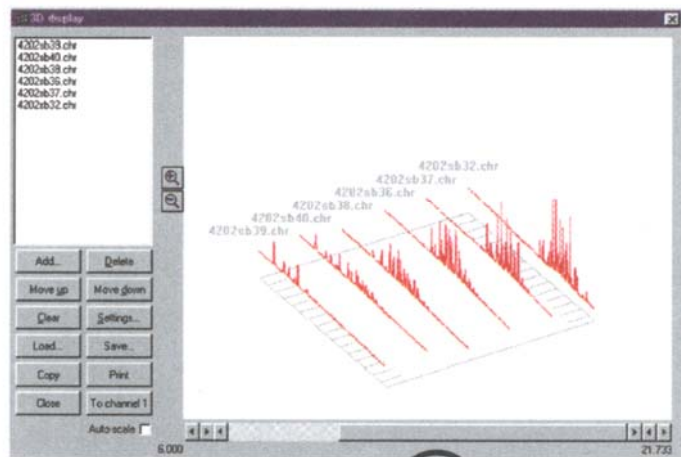 3D display
4202sb39.chr
4202sb40.chr
4202sb38.chr
4202sb36.chr
4202sb37.chr
4202sb32.chr
4202sb32.chr
4202sb37.chr
4202sb36.chr
4202sb38.chr
4202sb40.chr
4202sb39.chr
Add...
Delete
Move up
Move down
Clear
Settings...
Load...
Save...
Copy
Print
Close
To channel 1
Auto scale
6.000
21.733